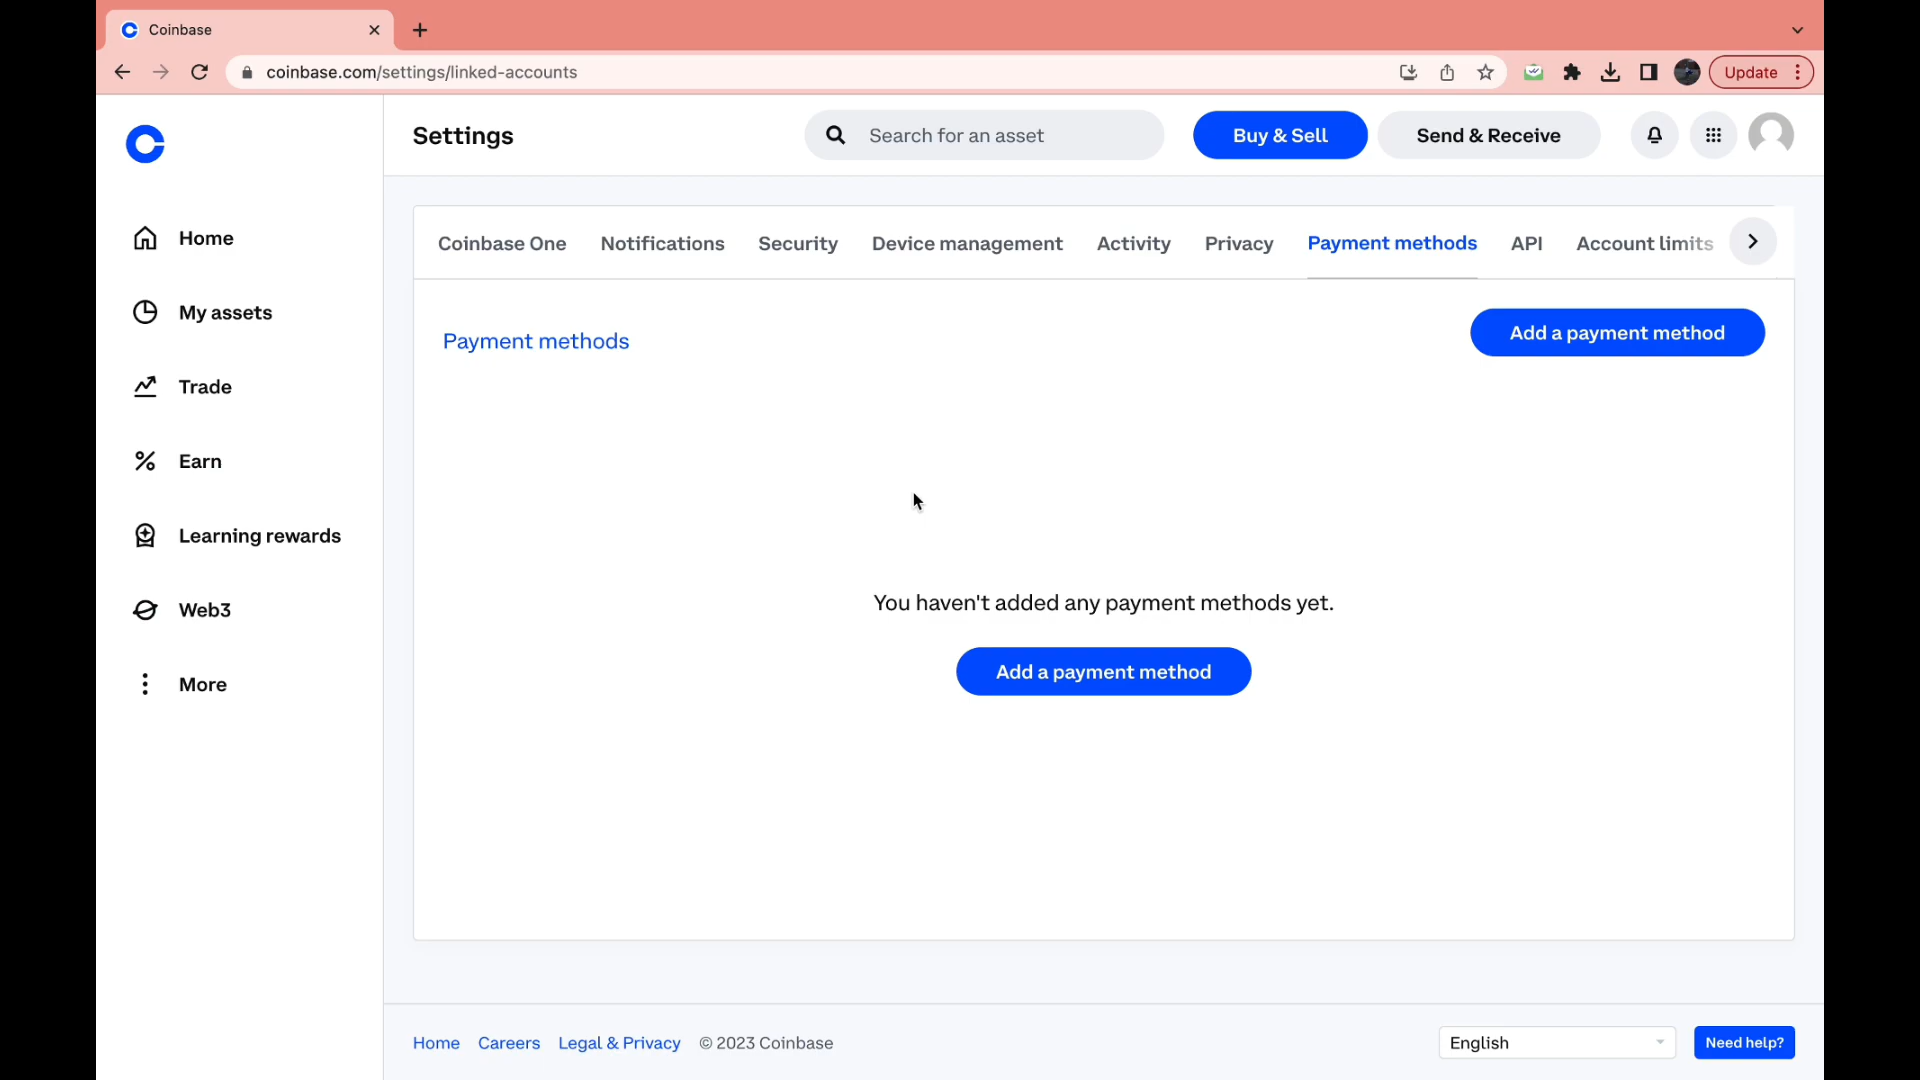 Coinbase
coinbase.com/settings/linked-accounts
Update
Settings
Search for an asset
Buy & Sell
Send & Receive
Home
My assets
Trade
Earn
Learning rewards
Web3
More
Coinbase One
Notifications
Security
Device management
Activity
Privacy
Payment methods
API
Account limits
Payment methods
Add a payment method
You haven't added any payment methods yet.
Add a payment method
Home
Careers
Legal & Privacy
© 2023 Coinbase
English
Need help?